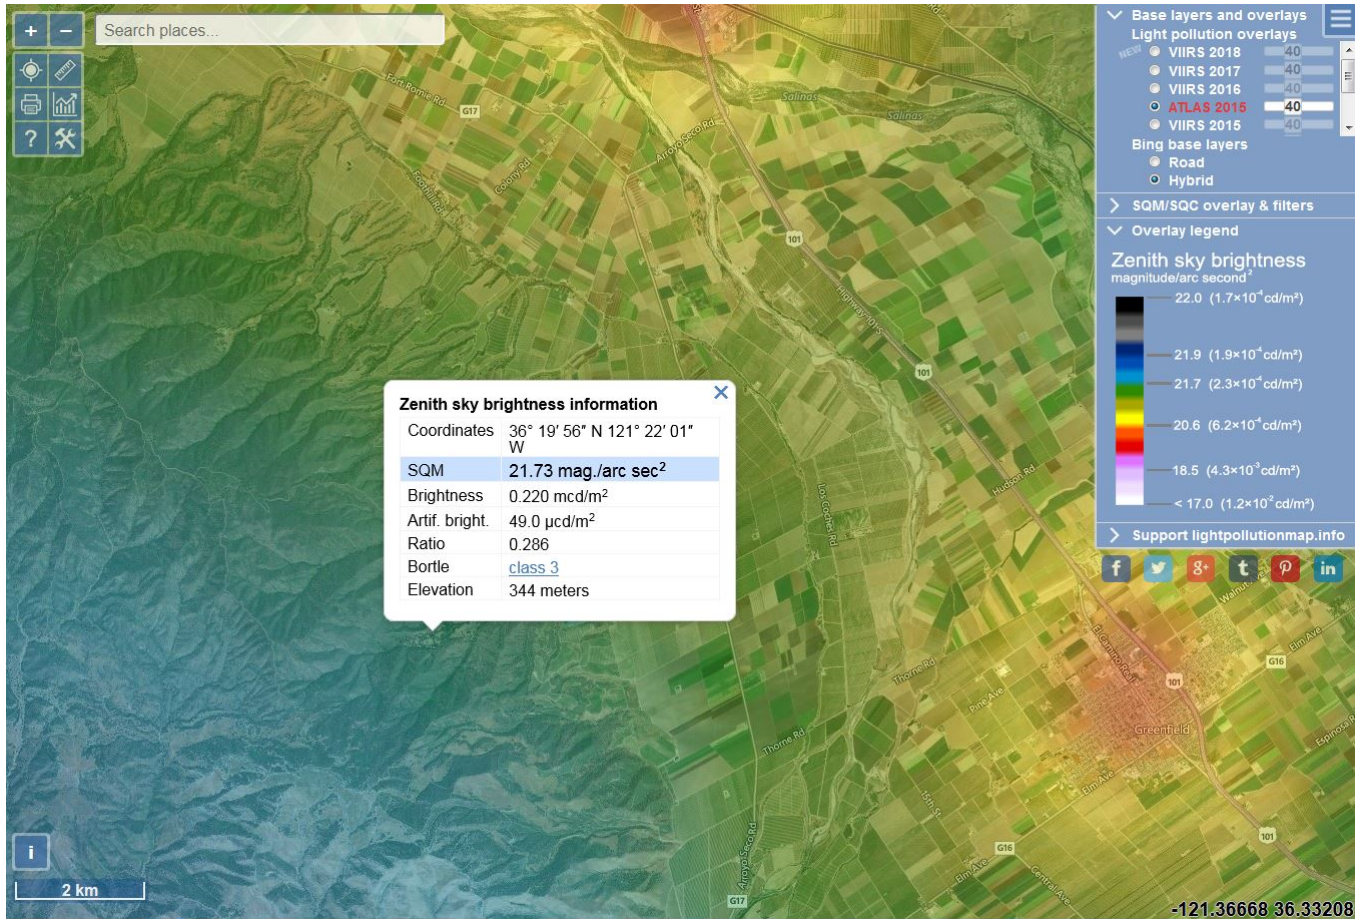 +
−
Search places...
?
Fort Romie Rd
G17
Salinas
Salinas
Arroyo Seco Rd
Colony Rd
Foothill Rd
101
Highway 101 S
101
Hudson Rd
Los Coches Rd
Zenith sky brightness information
Coordinates 36° 19′ 56″ N 121° 22′ 01″
W
SQM 21.73 mag./arc sec²
Brightness 0.220 mcd/m²
Artif. bright. 49.0 μcd/m²
Ratio 0.286
Bortle class 3
Elevation 344 meters
Base layers and overlays
Light pollution overlays
NEW VIIRS 2018 40
VIIRS 2017 40
VIIRS 2016 40
ATLAS 2015 40
VIIRS 2015 40
Bing base layers
Road
Hybrid
SQM/SQC overlay & filters
Overlay legend
Zenith sky brightness
magnitude/arc second²
22.0 (1.7×10⁻⁴cd/m²)
21.9 (1.9×10⁻⁴cd/m²)
21.7 (2.3×10⁻⁴cd/m²)
20.6 (6.2×10⁻⁴cd/m²)
18.5 (4.3×10⁻³cd/m²)
< 17.0 (1.2×10⁻²cd/m²)
Support lightpollutionmap.info
f
g+
t
in
Walnut Ave
El Camino Real
Elm Ave
G16
Thorne Rd
Pine Ave
101
Greenfield
Espinosa R
Thorne Rd
Elm Ave
15th St
101
G16
Elm Ave
Central Ave
Arroyo Seco Rd
G17
i
2 km
-121.36668 36.33208